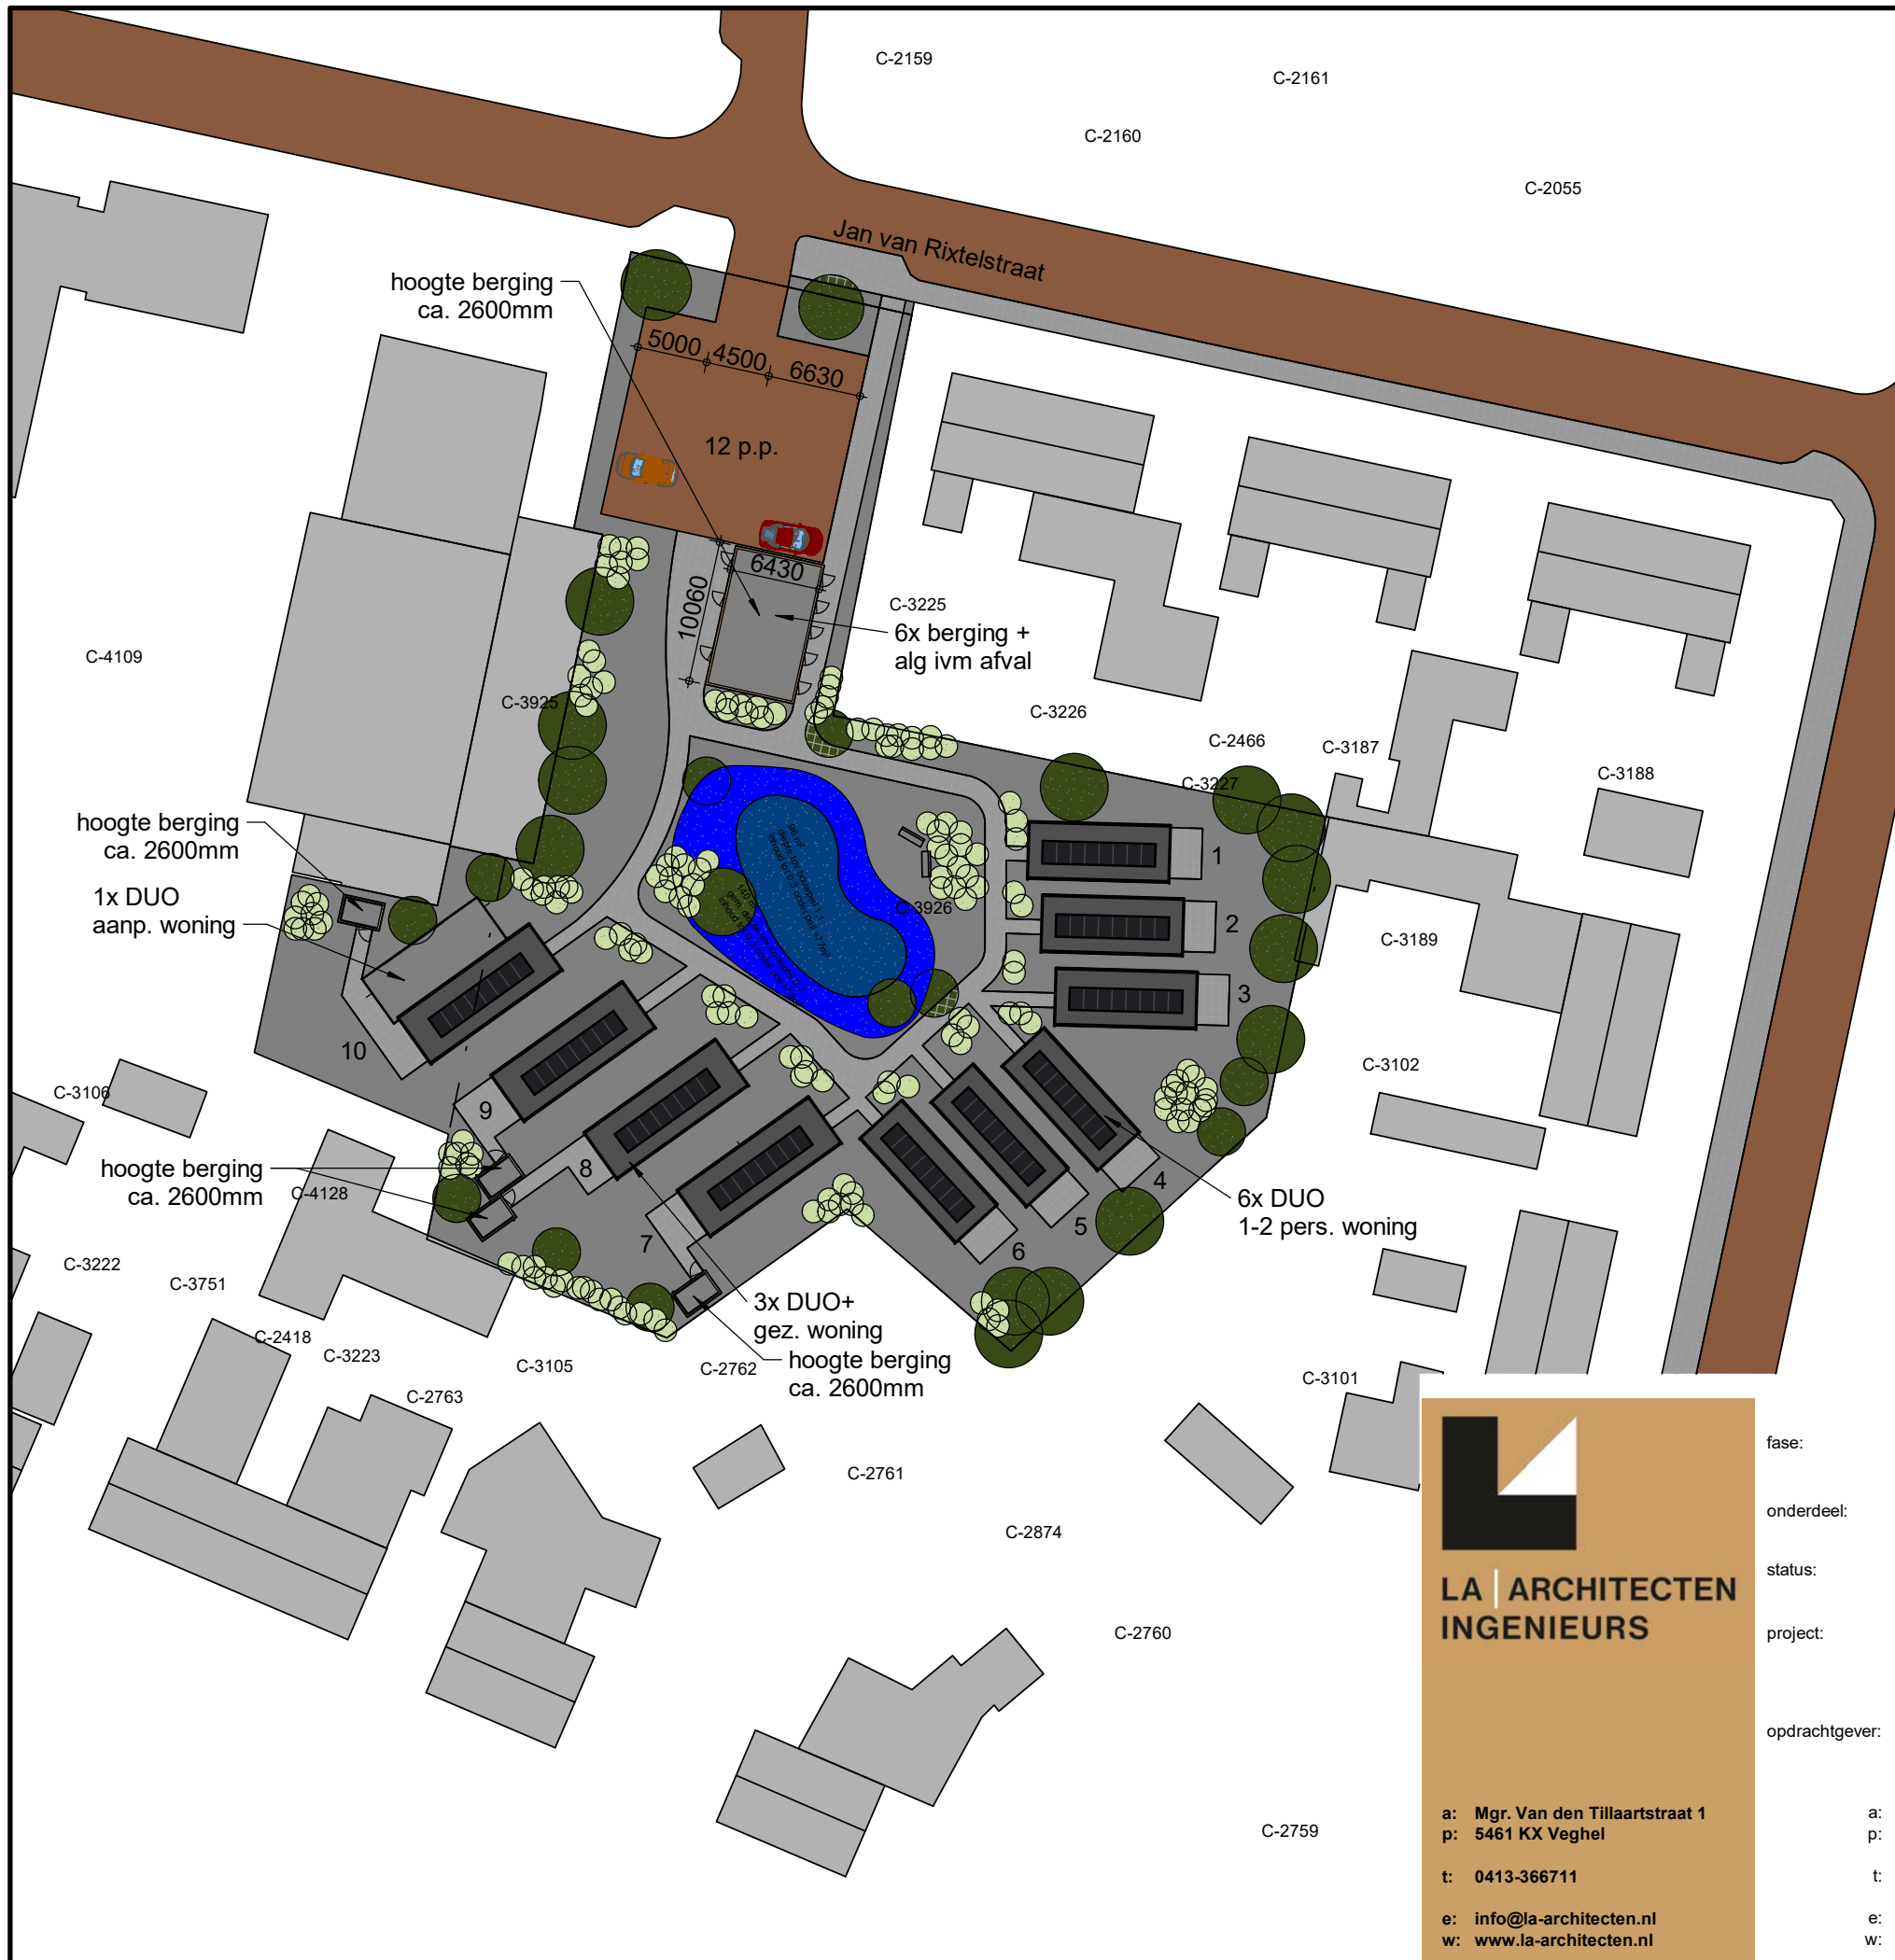 C-2159
C-2161
C-2160
C-2055
Jan van Rixtelstraat
hoogte berging
ca. 2600mm
5000
4500
6630
12 p.p.
6430
10060
C-3225
6x berging +
alg ivm afval
C-4109
C-3925
C-3226
C-2466
C-3187
C-3227
C-3188
hoogte berging
ca. 2600mm
1x DUO
aanp. woning
1
2
3
C-3926
C-3189
10
C-3106
C-3102
9
8
hoogte berging
ca. 2600mm
C-4128
4
5
6
7
6x DUO
1-2 pers. woning
C-3222
C-3751
3x DUO+
gez. woning
hoogte berging
ca. 2600mm
C-2418
C-3223
C-3105
C-2762
C-2763
C-3101
C-2761
C-2874
C-2760
C-2759
LA | ARCHITECTEN
INGENIEURS
fase:
onderdeel:
status:
project:
opdrachtgever:
a: Mgr. Van den Tillaartstraat 1
p: 5461 KX Veghel
t: 0413-366711
e: info@la-architecten.nl
w: www.la-architecten.nl
a:
p:
t:
e:
w: